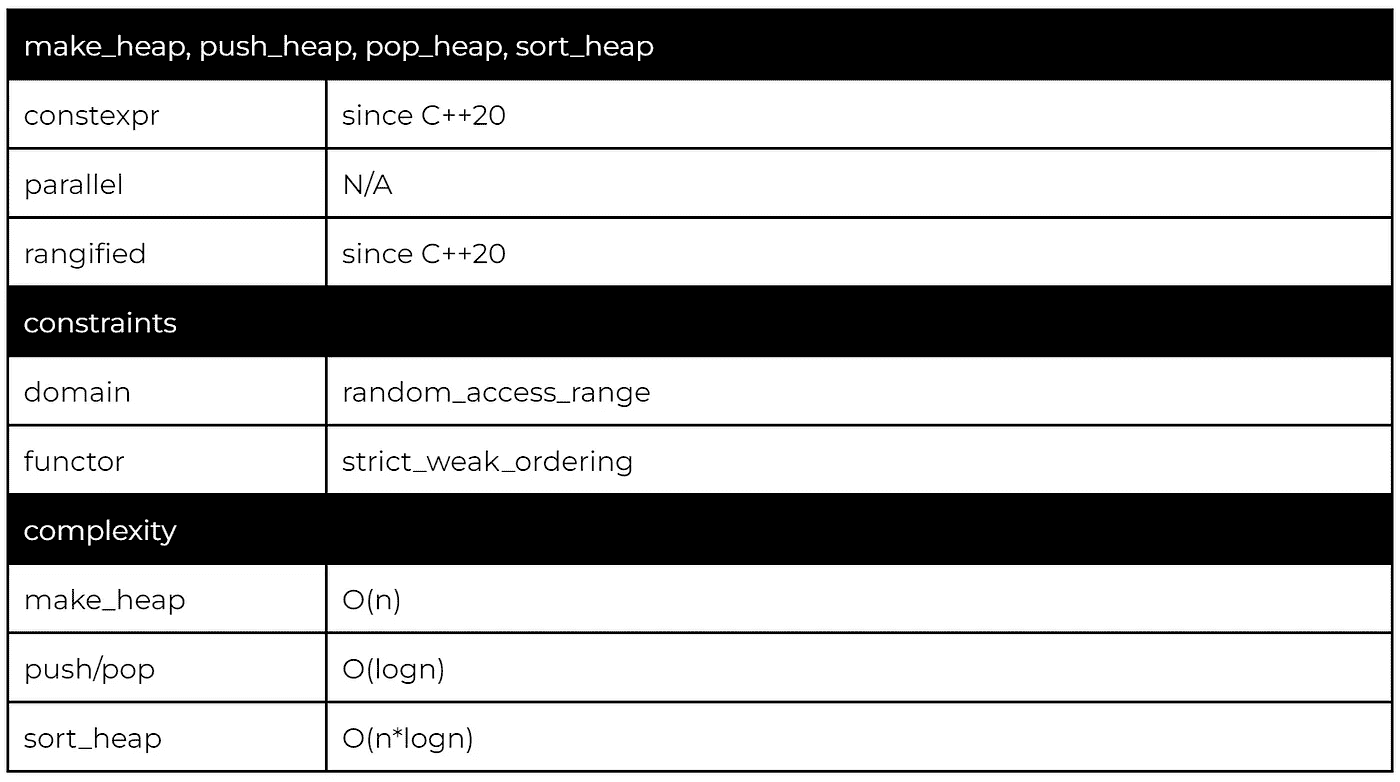 make_heap, push_heap, pop_heap, sort_heap
constexpr since C++20
parallel N/A
rangified since C++20
constraints
domain random_access_range
functor strict_weak_ordering
complexity
make_heap O(n)
push/pop O(logn)
sort_heap O(n*logn)